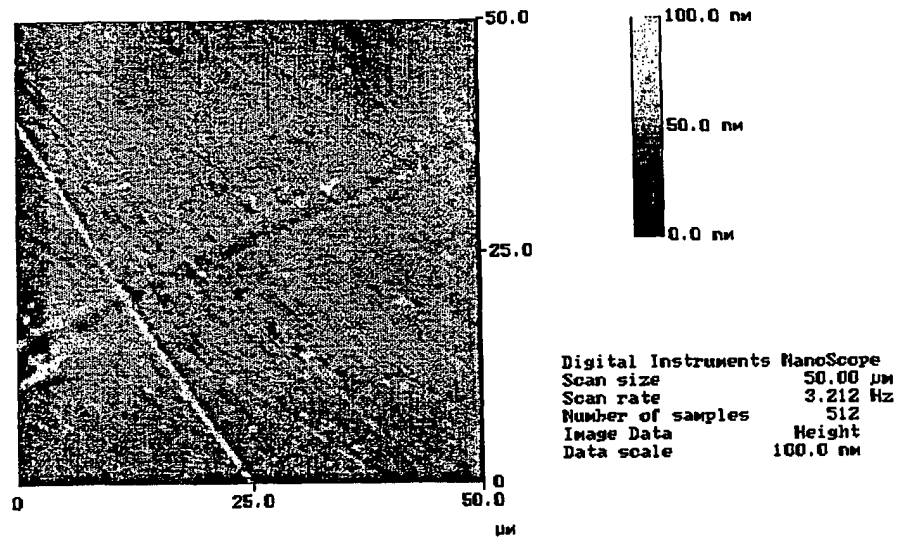 50.0
100.0 nm
50.0 nm
0.0 nm
25.0
0
0
25.0
50.0
µm
Digital Instruments NanoScope
Scan size 50.00 µm
Scan rate 3.212 Hz
Number of samples 512
Image Data Height
Data scale 100.0 nm